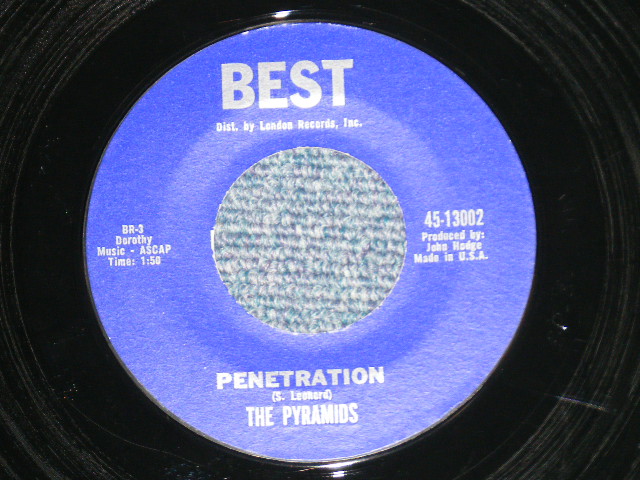 BEST
Dist. by London Records, Inc.
BR-3
Dorothy
Music - ASCAP
Time: 1:50
45-13002
Produced by:
John Hodge
Made in U.S.A.
PENETRATION
(S. Leonard)
THE PYRAMIDS